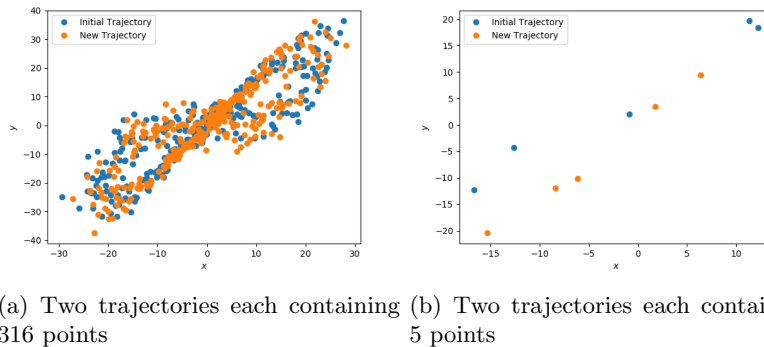 Initial Trajectory
New Trajectory
40
30
20
10
0
−10
−20
−30
−40
y
−30 −20 −10 0 10 20 30
x
Initial Trajectory
New Trajectory
20
15
10
5
0
−5
−10
−15
−20
y
−15 −10 −5 0 5 10
x
(a) Two trajectories each containing
316 points
(b) Two trajectories each contai
5 points